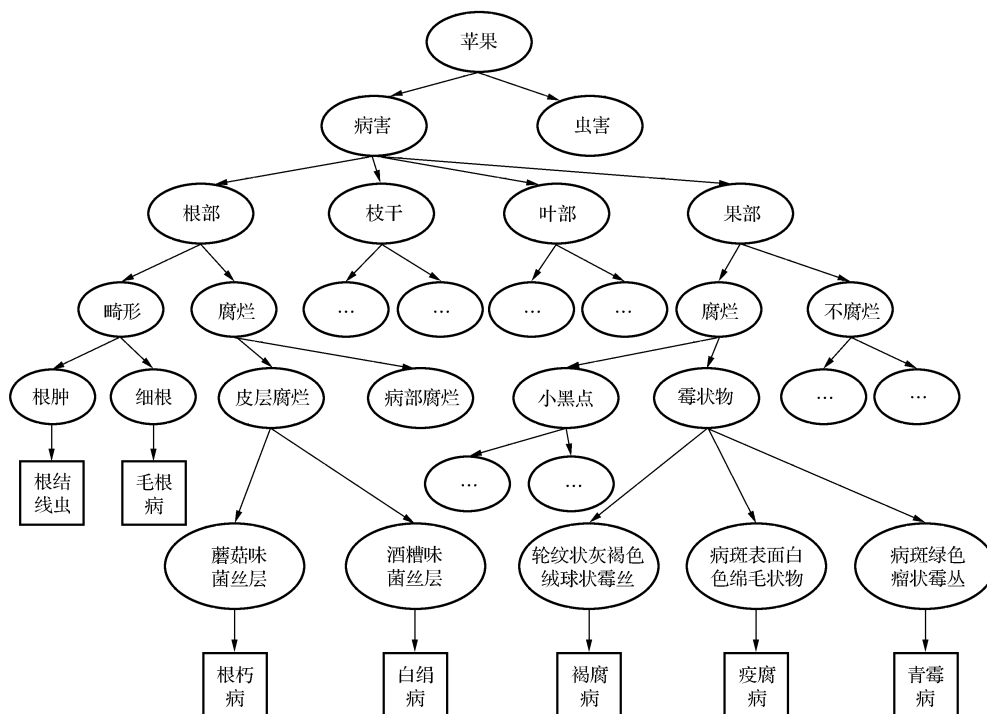 苹果
病害
虫害
根部
枝干
叶部
果部
畸形
腐烂
…
…
…
…
腐烂
不腐烂
根肿
细根
皮层腐烂
病部腐烂
小黑点
霉状物
…
…
根结
线虫
毛根
病
…
…
蘑菇味
菌丝层
酒糟味
菌丝层
轮纹状灰褐色
绒球状霉丝
病斑表面白
色绵毛状物
病斑绿色
瘤状霉丛
根朽
病
白绢
病
褐腐
病
疫腐
病
青霉
病